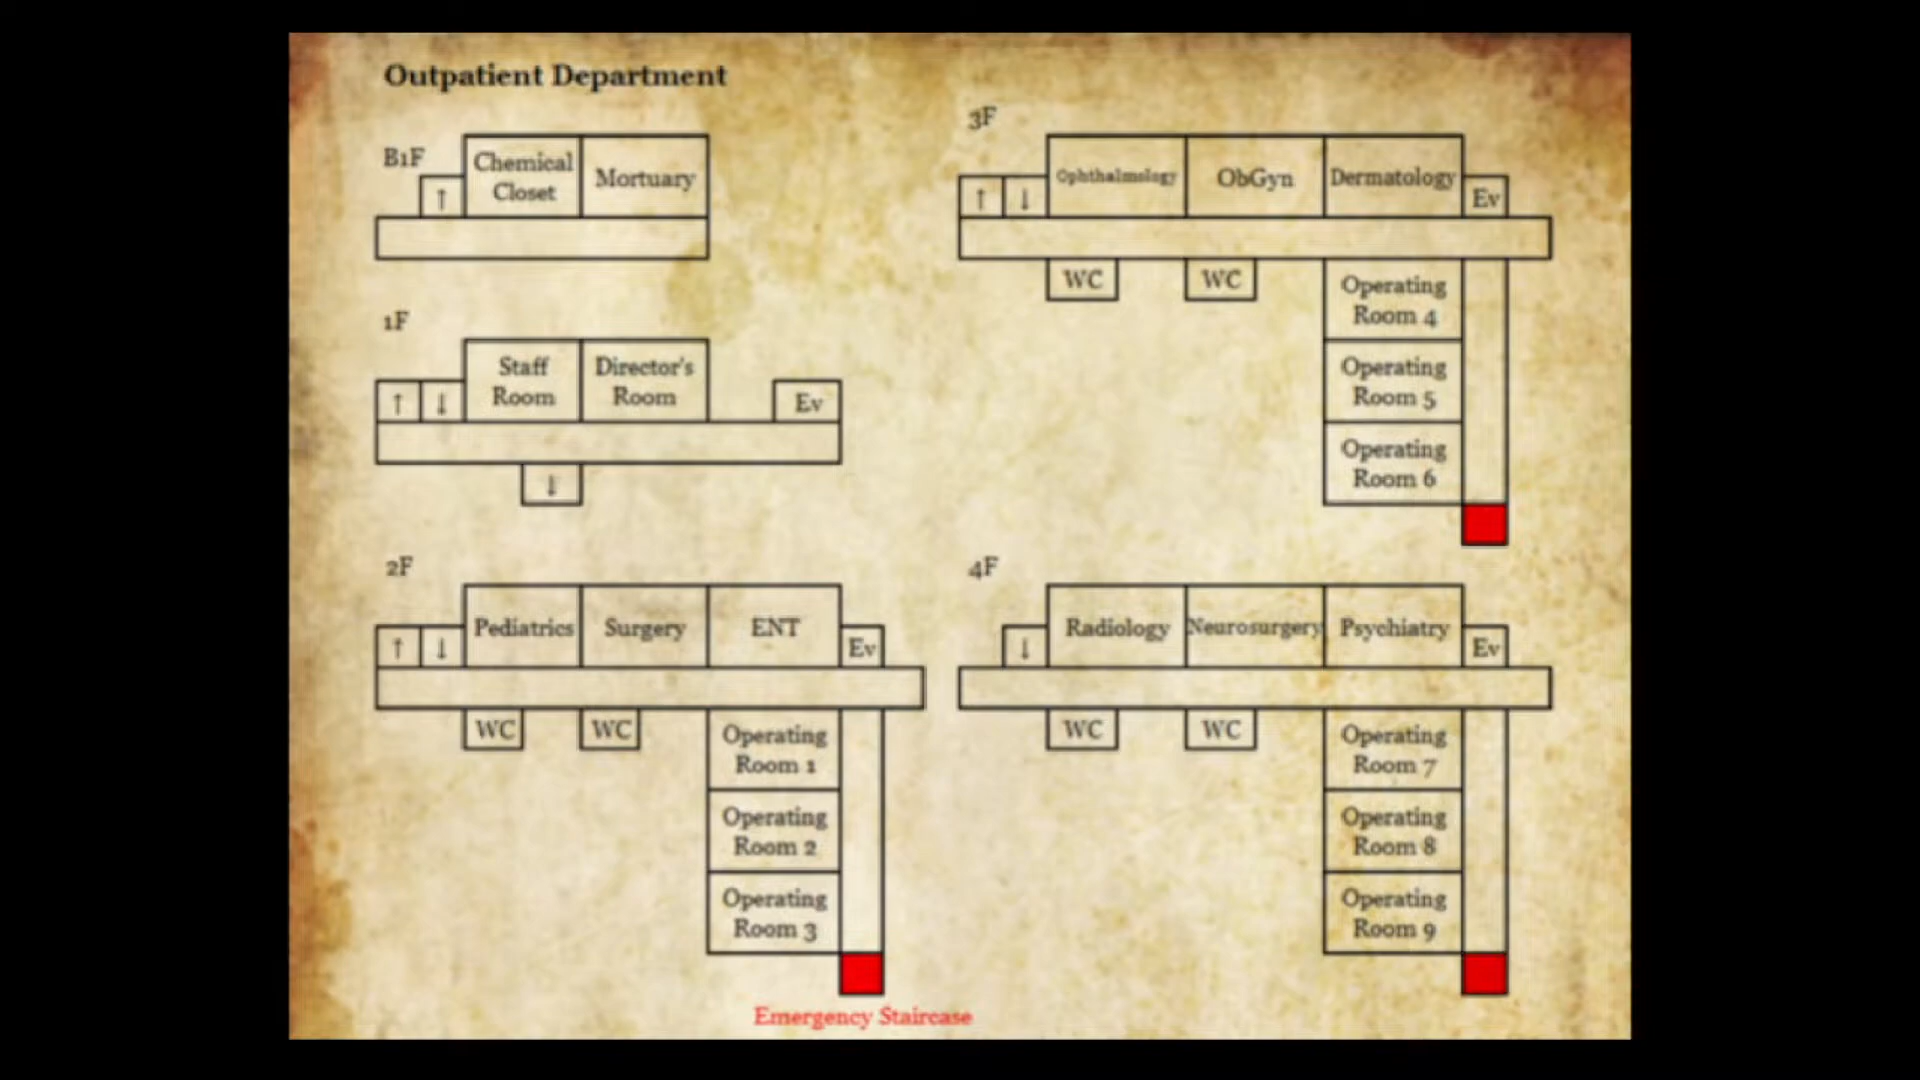 Outpatient Department
B1F
↑
Chemical
Closet
Mortuary
1F
↑
↓
Staff
Room
Director's
Room
Ev
↓
2F
↑
↓
Pediatrics
Surgery
ENT
Ev
WC
WC
Operating
Room 1
Operating
Room 2
Operating
Room 3
Emergency Staircase
3F
↑
↓
Ophthalmology
ObGyn
Dermatology
Ev
WC
WC
Operating
Room 4
Operating
Room 5
Operating
Room 6
4F
↓
Radiology
Neurosurgery
Psychiatry
Ev
WC
WC
Operating
Room 7
Operating
Room 8
Operating
Room 9